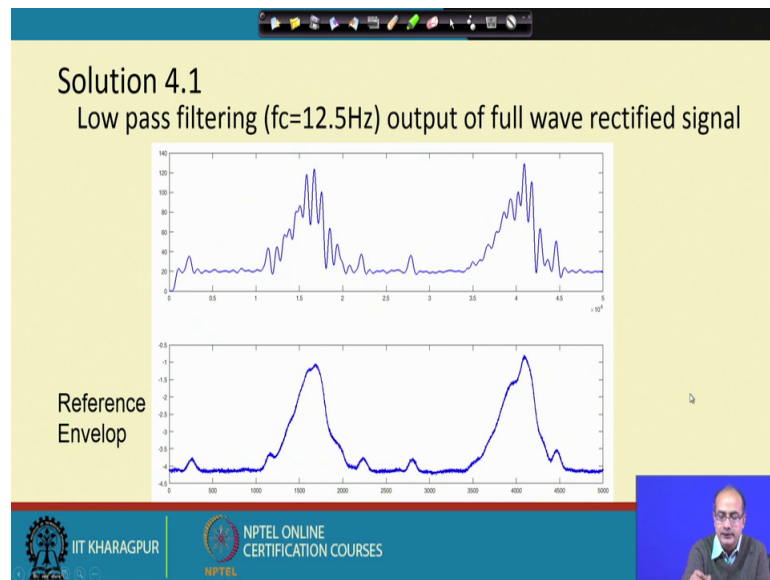 Solution 4.1
Low pass filtering (fc=12.5Hz) output of full wave rectified signal
140
120
100
80
60
40
20
0
0 0.5 1 1.5 2 2.5 3 3.5 4 4.5 5
× 10⁴
Reference
Envelop
-0.5
-1
-1.5
-2
-2.5
-3
-3.5
-4
-4.5
0 500 1000 1500 2000 2500 3000 3500 4000 4500 5000
IIT KHARAGPUR
NPTEL
NPTEL ONLINE
CERTIFICATION COURSES